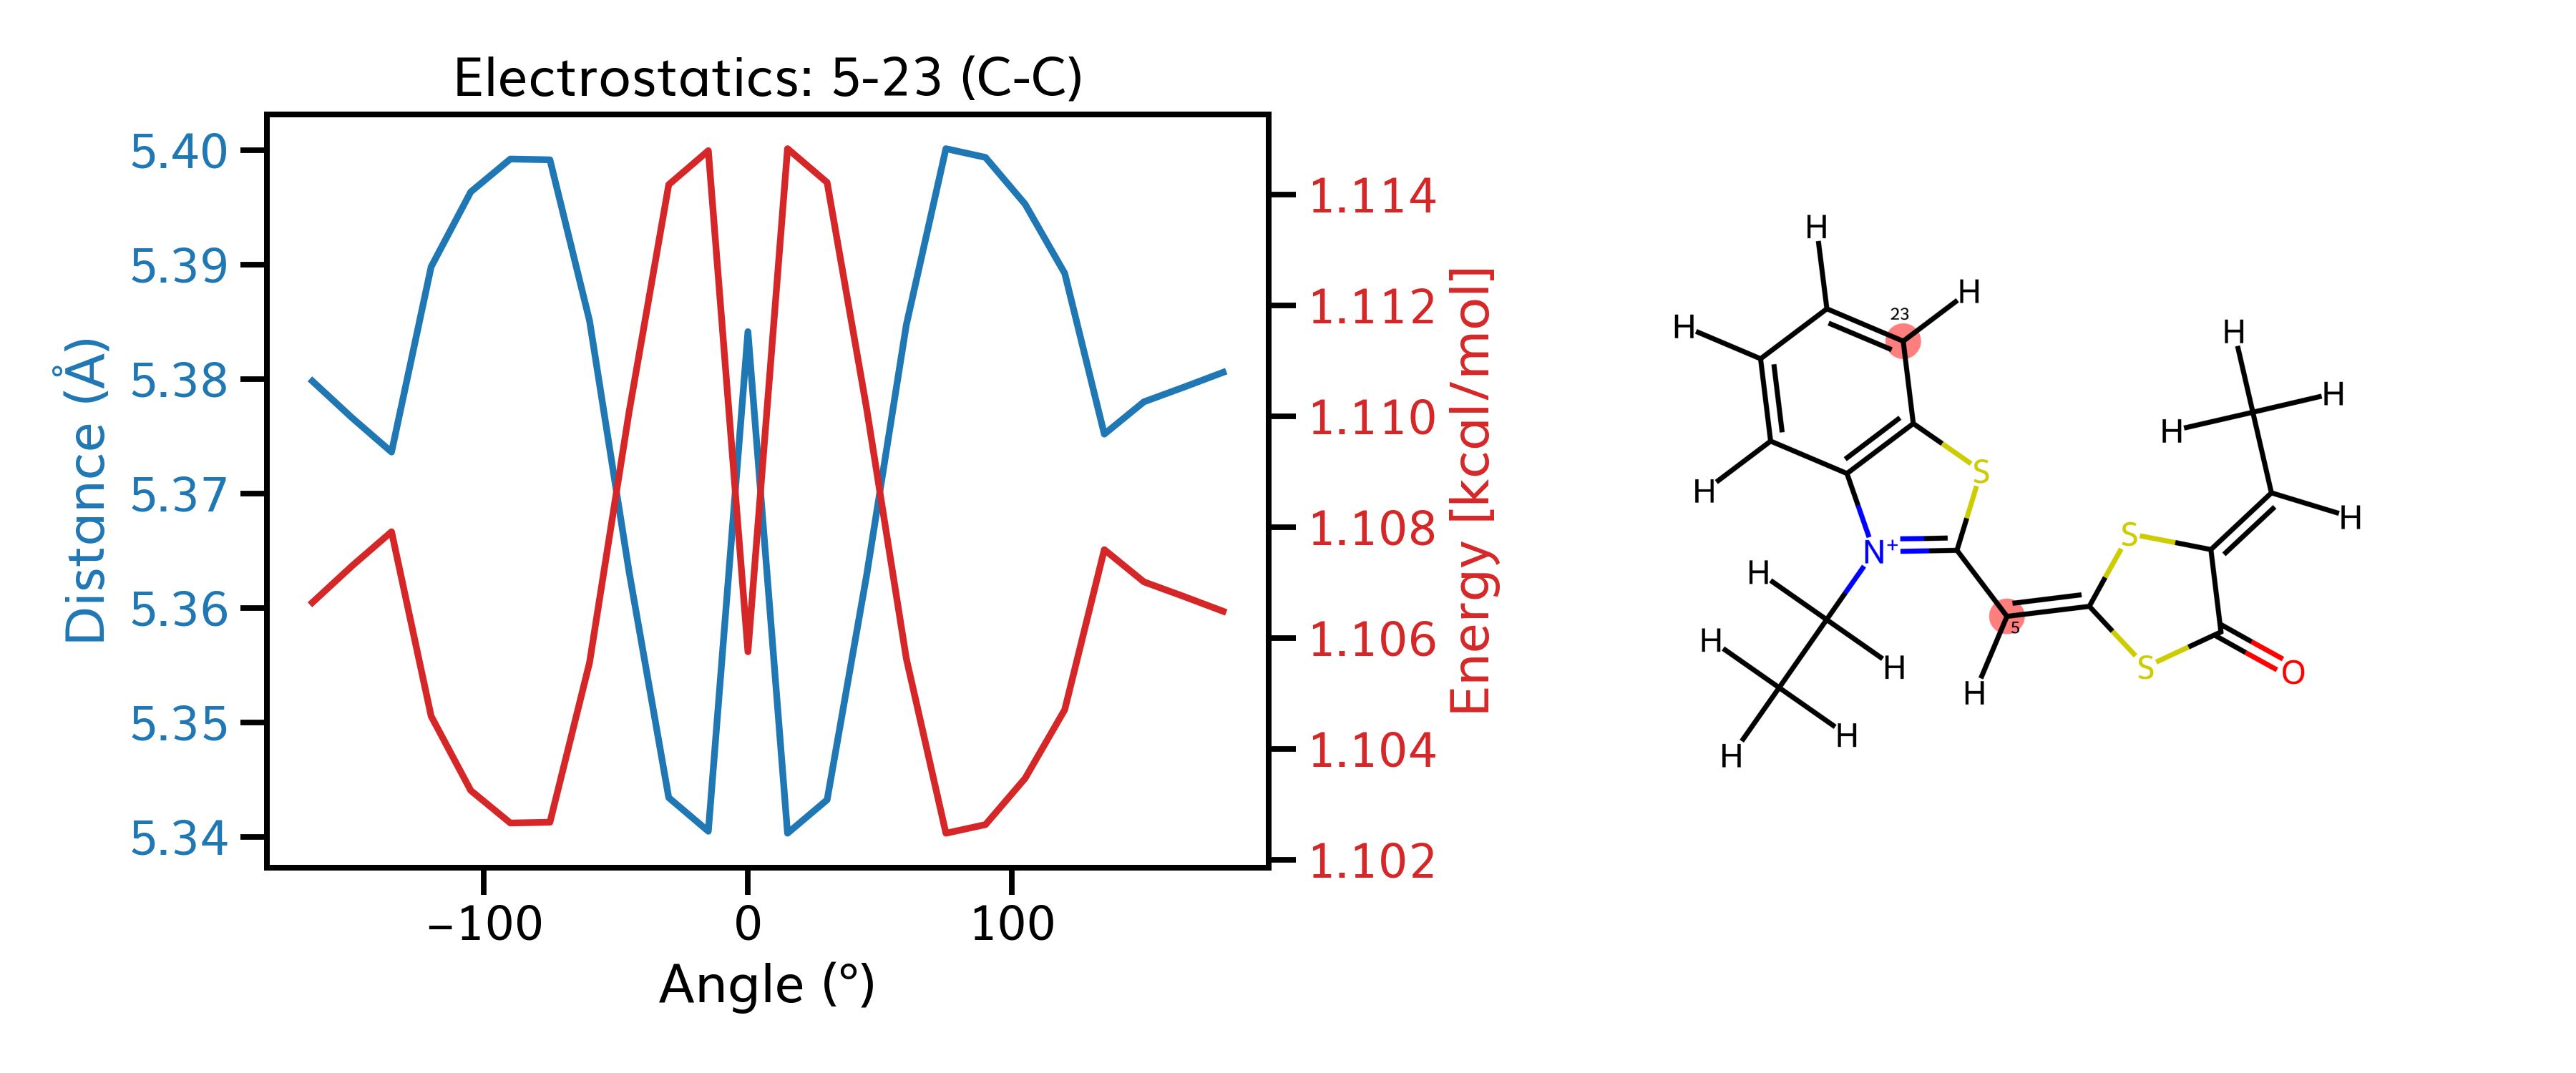 Electrostatics: 5-23 (C-C)
Distance (Å)
5.40
5.39
5.38
5.37
5.36
5.35
5.34
1.114
1.112
1.110
1.108
1.106
1.104
1.102
Energy [kcal/mol]
−100 0 100
Angle (°)
H
H
23
H
H
S
H
N+
H
H
H
H
H
H
5
S
S
O
H
H
H
H